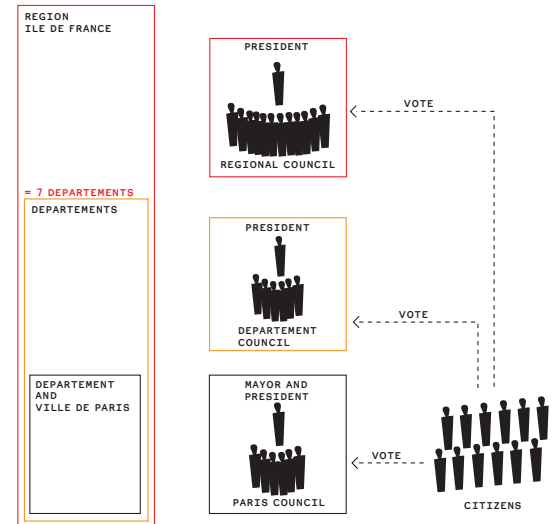 REGION
ILE DE FRANCE
= 7 DEPARTEMENTS
DEPARTEMENTS
DEPARTEMENT
AND
VILLE DE PARIS
PRESIDENT
REGIONAL COUNCIL
PRESIDENT
DEPARTEMENT
COUNCIL
MAYOR AND
PRESIDENT
PARIS COUNCIL
VOTE
VOTE
VOTE
CITIZENS